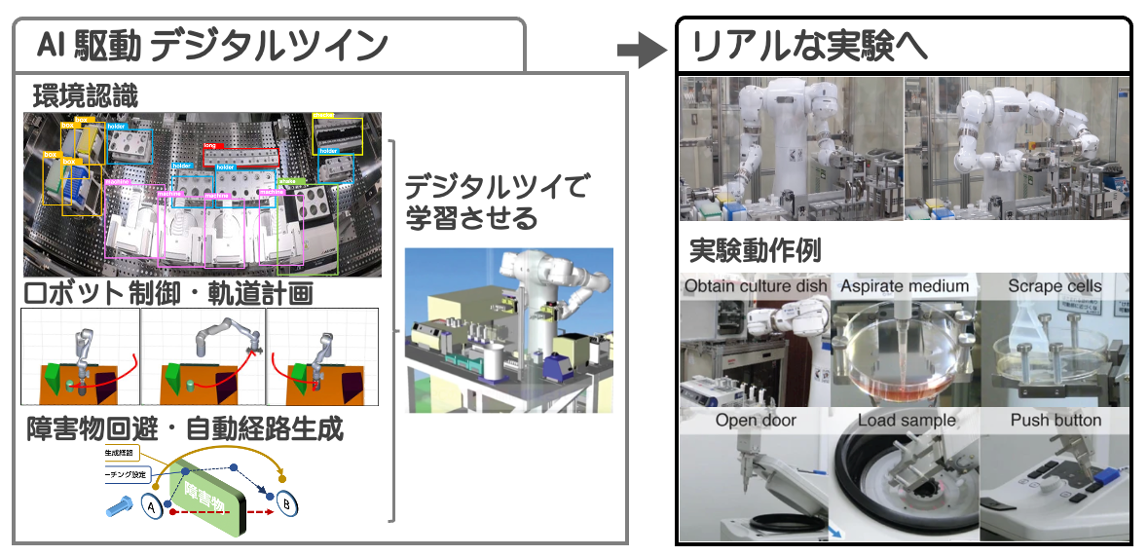 AI 駆動 デジタルツイン
環境認識
box
box
box
box
holder
long
holder
holder
holder
machine
machine
machine
machine
ロボット制御・軌道計画
障害物回避・自動経路生成
生成経路
ーチング設定
障害物
A
B
デジタルツイで
学習させる
リアルな実験へ
実験動作例
Obtain culture dish
Aspirate medium
Scrape cells
Open door
Load sample
Push button